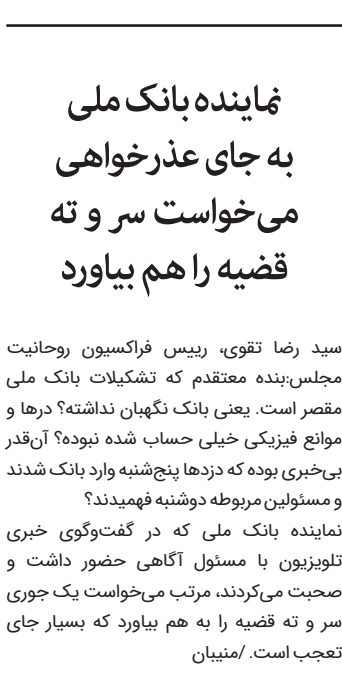 نماینده بانک ملی
به جای عذرخواهی
می‌خواست سر و ته
قضیه را هم بیاورد
سید رضا تقوی، رییس فراکسیون روحانیت
مجلس:بنده معتقدم که تشکیلات بانک ملی
مقصر است. یعنی بانک نگهبان نداشته؟ درها و
موانع فیزیکی خیلی حساب شده نبوده؟ آن‌قدر
بی‌خبری بوده که دزدها پنج‌شنبه وارد بانک شدند
و مسئولین مربوطه دوشنبه فهمیدند؟
نماینده بانک ملی که در گفت‌وگوی خبری
تلویزیون با مسئول آگاهی حضور داشت و
صحبت می‌کردند، مرتب می‌خواست یک جوری
سر و ته قضیه را به هم بیاورد که بسیار جای
تعجب است. /منیبان